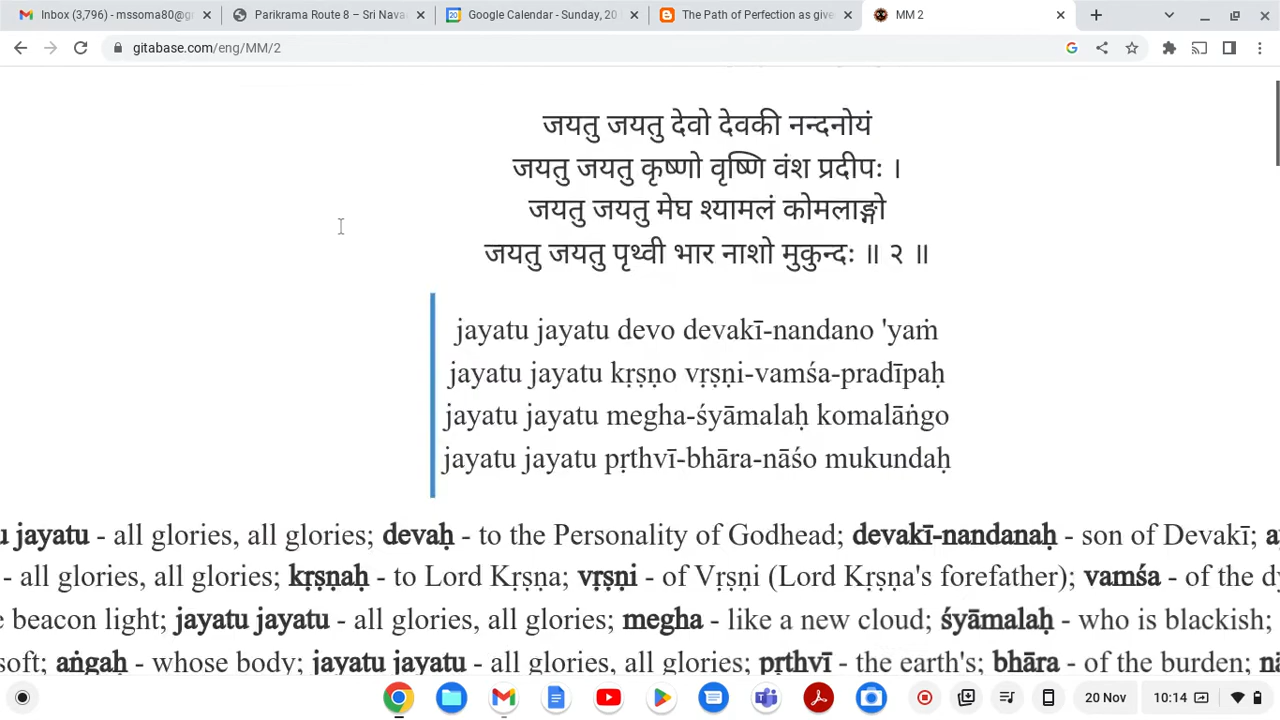 Inbox (3,796) - mssoma80@g
Parikrama Route 8 – Sri Nava
Google Calendar - Sunday, 20
The Path of Perfection as give
MM 2
gitabase.com/eng/MM/2
जयतु जयतु देवो देवकी नन्दनोयं
जयतु जयतु कृष्णो वृष्णि वंश प्रदीपः ।
जयतु जयतु मेघ श्यामलं कोमलाङ्गो
जयतु जयतु पृथ्वी भार नाशो मुकुन्दः ॥ २ ॥
jayatu jayatu devo devakī-nandano 'yaṁ
jayatu jayatu kṛṣṇo vṛṣṇi-vaṁśa-pradīpaḥ
jayatu jayatu megha-śyāmalaḥ komalāṅgo
jayatu jayatu pṛthvī-bhāra-nāśo mukundaḥ
u jayatu - all glories, all glories; devaḥ - to the Personality of Godhead; devakī-nandanaḥ - son of Devakī; a
- all glories, all glories; kṛṣṇaḥ - to Lord Kṛṣṇa; vṛṣṇi - of Vṛṣṇi (Lord Kṛṣṇa's forefather); vaṁśa - of the dy
e beacon light; jayatu jayatu - all glories, all glories; megha - like a new cloud; śyāmalaḥ - who is blackish;
soft; aṅgaḥ - whose body; jayatu jayatu - all glories, all glories; pṛthvī - the earth's; bhāra - of the burden; nā
20 Nov
10:14